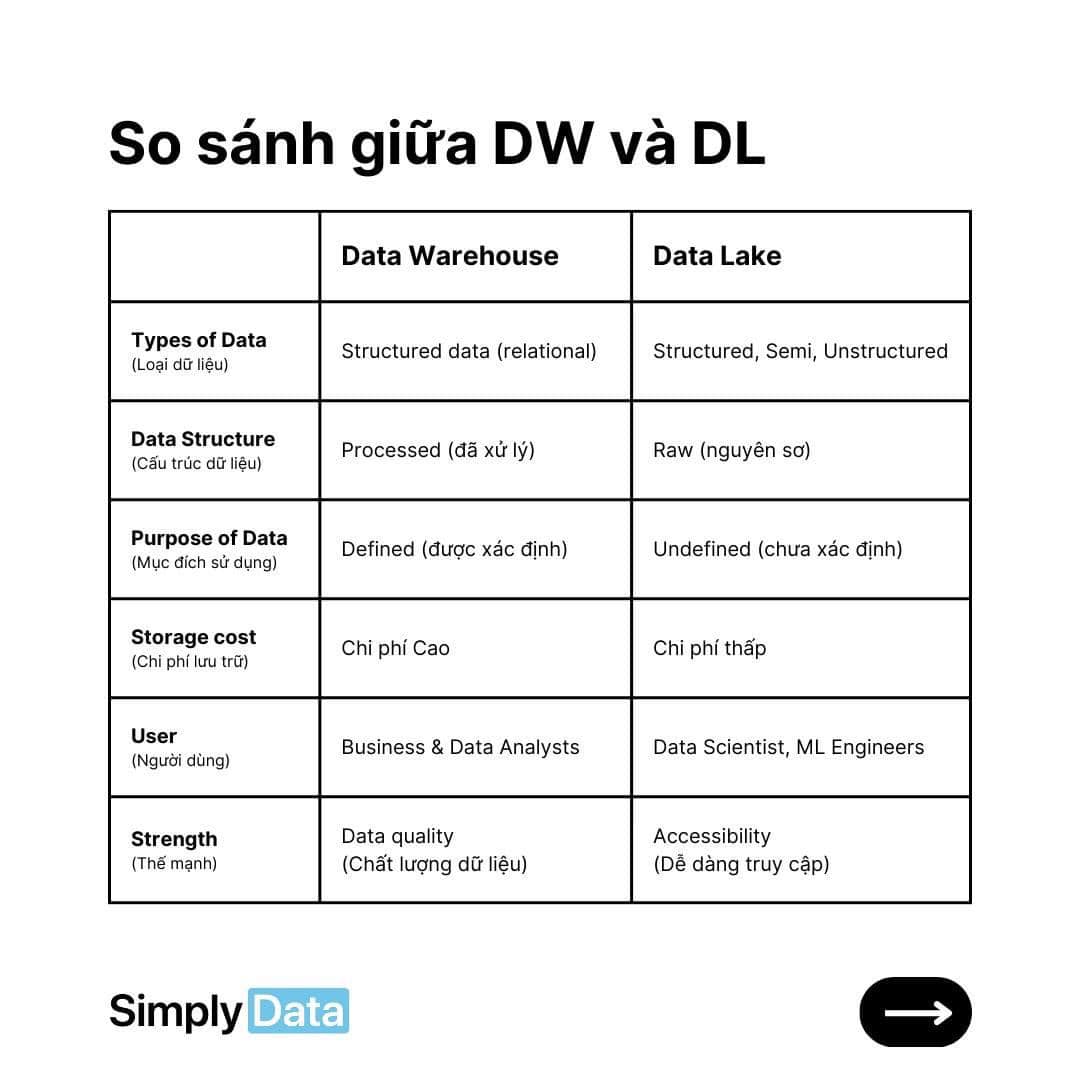 So sánh giữa DW và DL
Data Warehouse
Data Lake
Types of Data
(Loại dữ liệu)
Structured data (relational)
Structured, Semi, Unstructured
Data Structure
(Cấu trúc dữ liệu)
Processed (đã xử lý)
Raw (nguyên sơ)
Purpose of Data
(Mục đích sử dụng)
Defined (được xác định)
Undefined (chưa xác định)
Storage cost
(Chi phí lưu trữ)
Chi phí Cao
Chi phí thấp
User
(Người dùng)
Business & Data Analysts
Data Scientist, ML Engineers
Strength
(Thế mạnh)
Data quality
(Chất lượng dữ liệu)
Accessibility
(Dễ dàng truy cập)
Simply Data